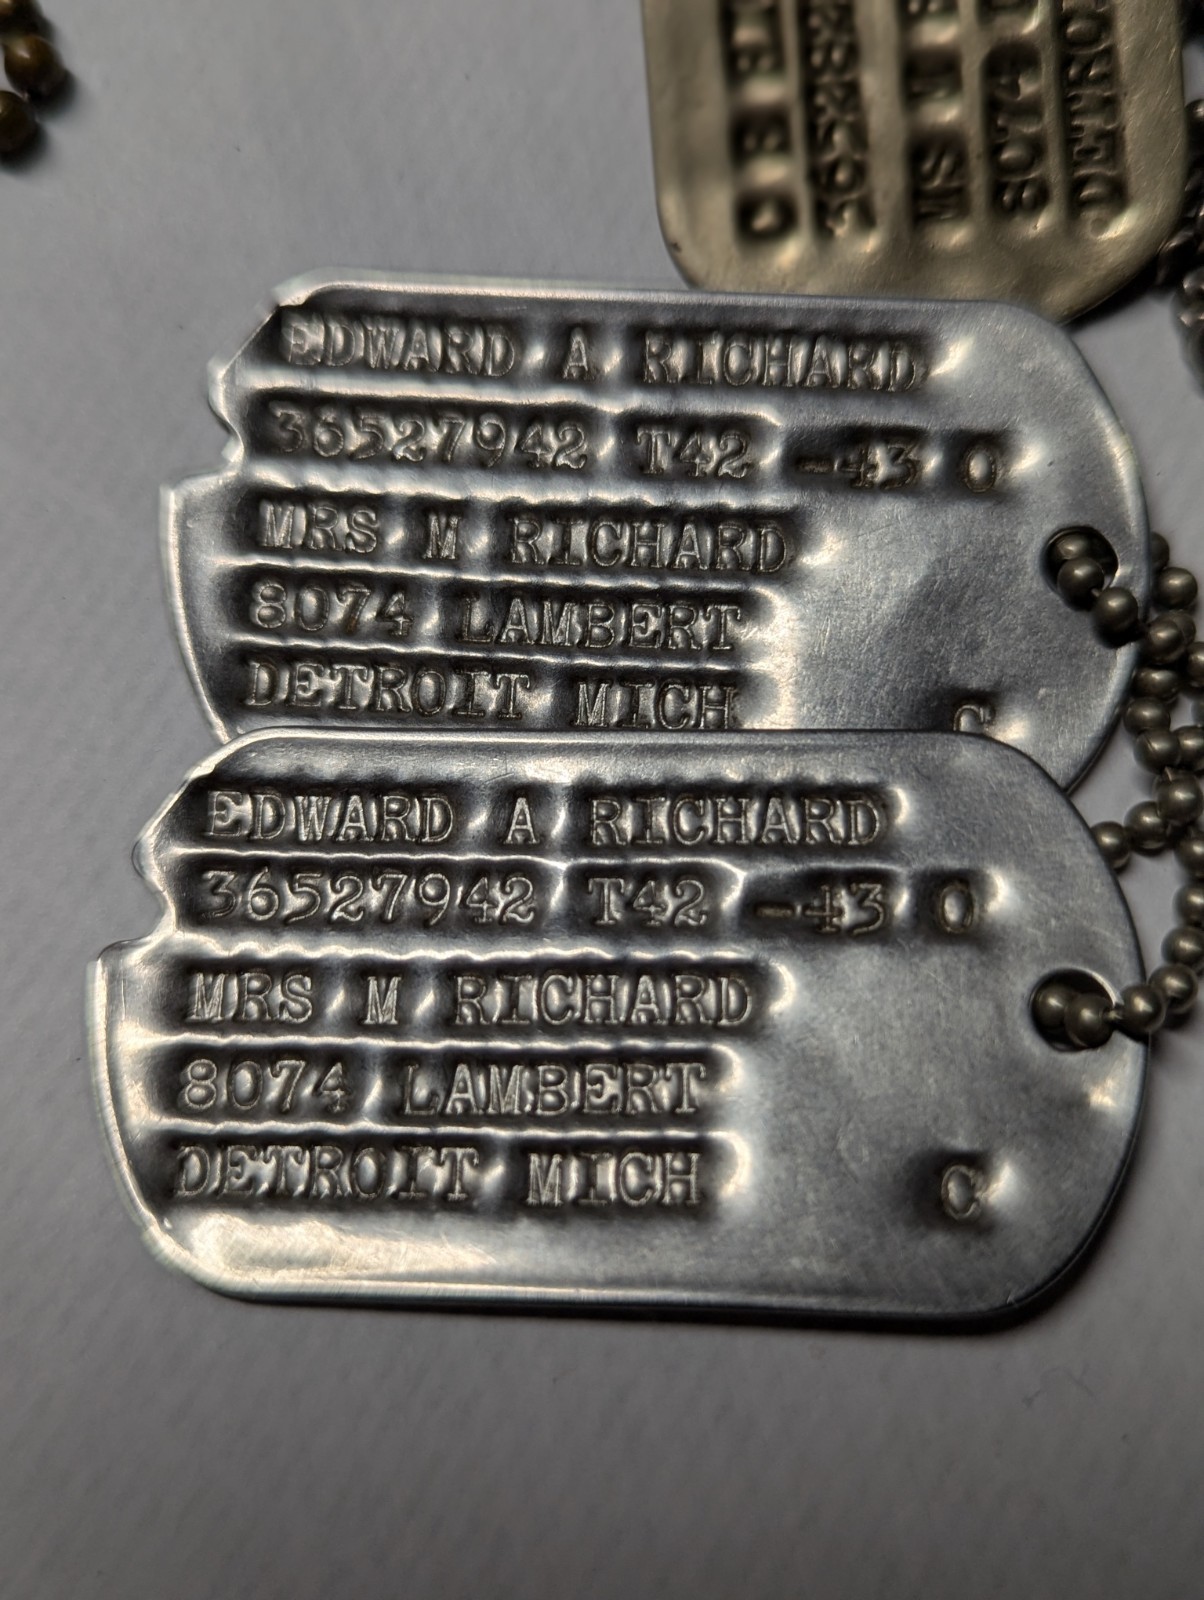 8074
EDWARD A RICHARD
36527942 T42 -43 O
MRS M RICHARD
8074 LAMBERT
DETROIT MICH C
EDWARD A RICHARD
36527942 T42 -43 O
MRS M RICHARD
8074 LAMBERT
DETROIT MICH C